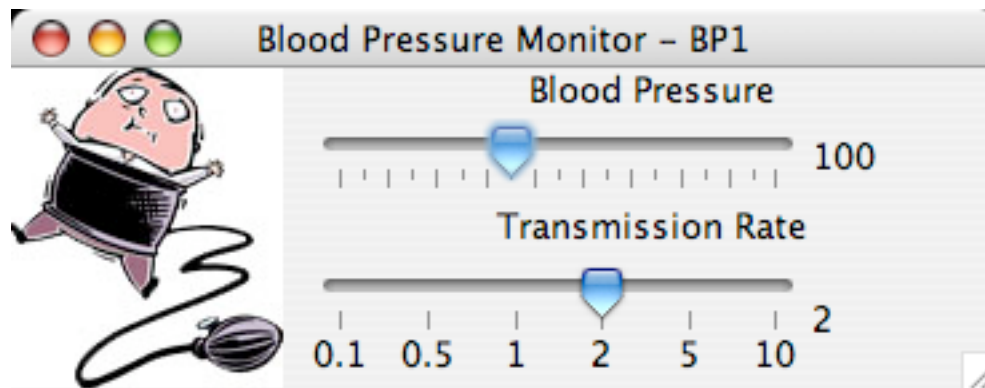 Blood Pressure Monitor – BP1
Blood Pressure
100
Transmission Rate
2
0.1 0.5 1 2 5 10